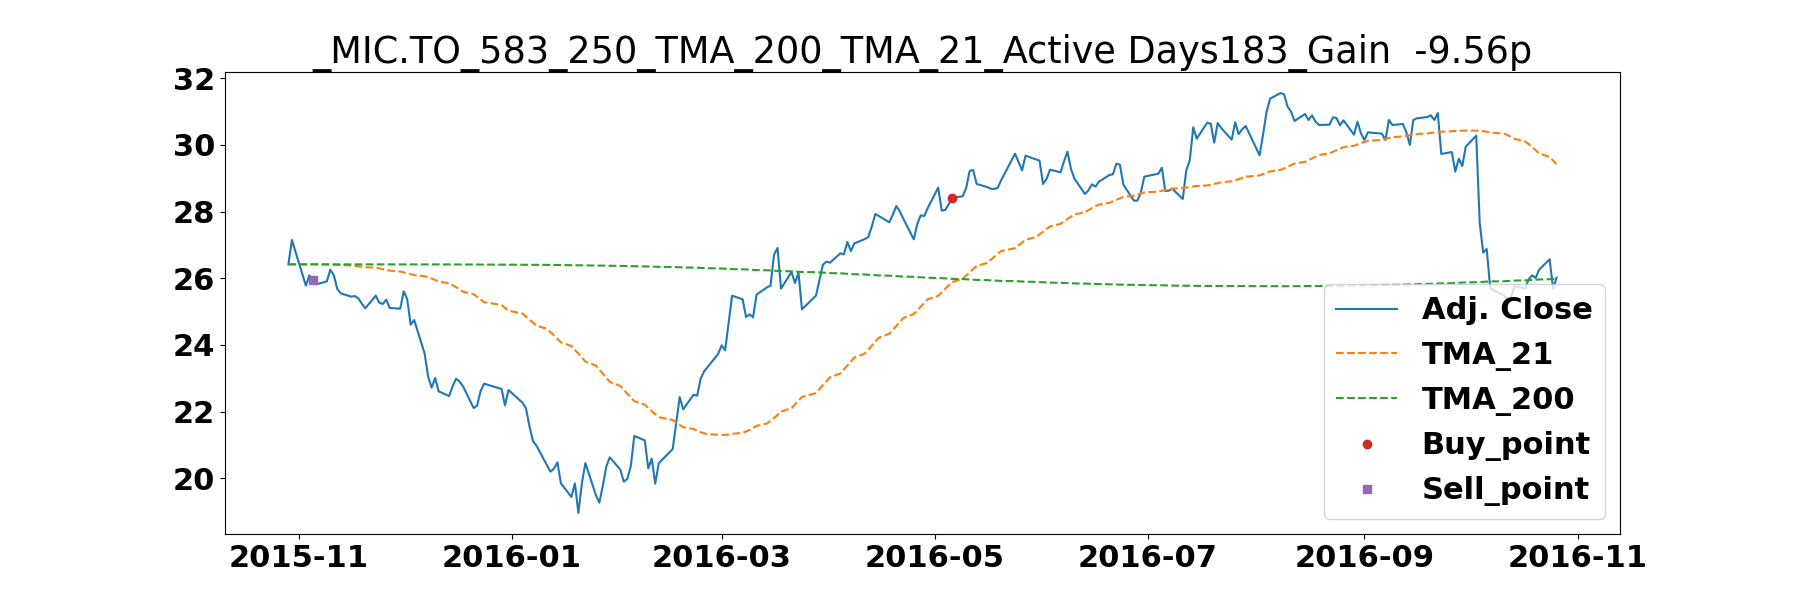 _MIC.TO_583_250_TMA_200_TMA_21_Active Days183_Gain  -9.56p
32
30
28
26
24
22
20
Adj. Close
TMA_21
TMA_200
Buy_point
Sell_point
2015-11 2016-01 2016-03 2016-05 2016-07 2016-09 2016-11